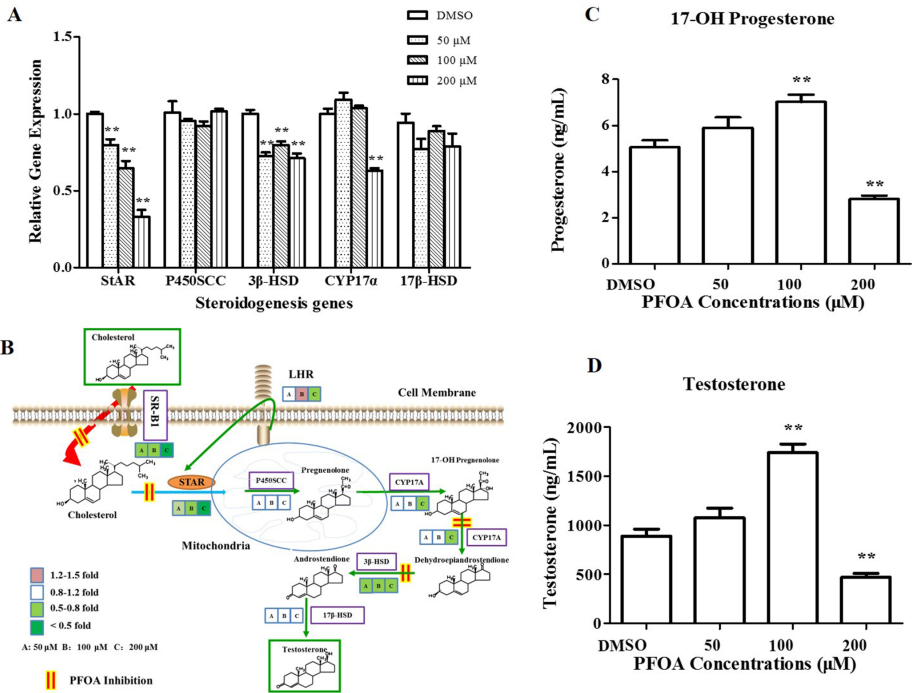 A
DMSO
50 μM
100 μM
200 μM
Relative Gene Expression
1.5
1.0
0.5
0.0
** ** **
** ** **
**
StAR P450SCC 3β-HSD CYP17α 17β-HSD
Steroidogenesis genes
C
17-OH Progesterone
Progesterone (ng/mL)
8
6
4
2
0
**
**
DMSO 50 100 200
PFOA Concentrations (μM)
B
Cholesterol
LHR
A B C
Cell Membrane
SR-B1
A B C
STAR
A B C
Cholesterol
P450SCC
A B C
Pregnenolone
CYP17A
A B C
17-OH Pregnenolone
Mitochondria
A B C
CYP17A
Androstendione
3β-HSD
A B C
Dehydroepiandrostendione
A B C
17β-HSD
Testosterone
1.2-1.5 fold
0.8-1.2 fold
0.5-0.8 fold
< 0.5 fold
A: 50 μM B: 100 μM C: 200 μM
PFOA Inhibition
D
Testosterone
Testosterone (ng/mL)
2000
1500
1000
500
0
**
**
DMSO 50 100 200
PFOA Concentrations (μM)